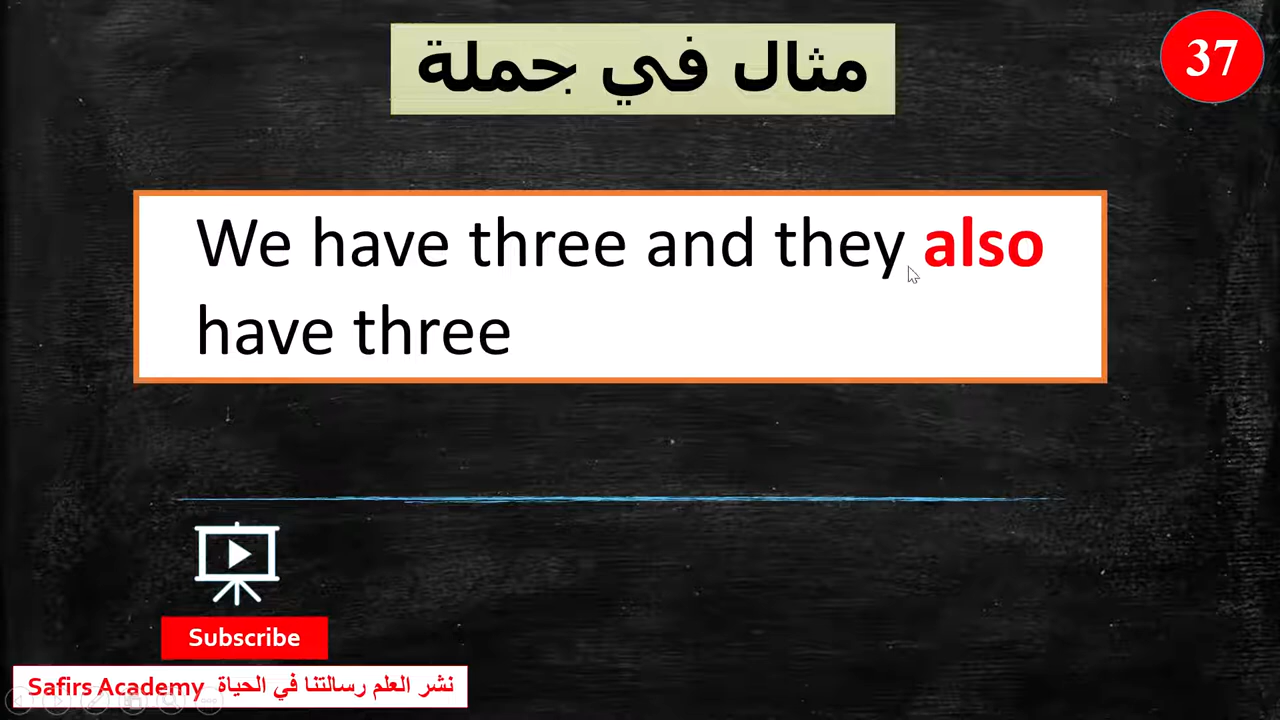 مثال في جملة
37
We have three and they also
have three
Subscribe
Safirs Academy نشر العلم رسالتنا في الحياة